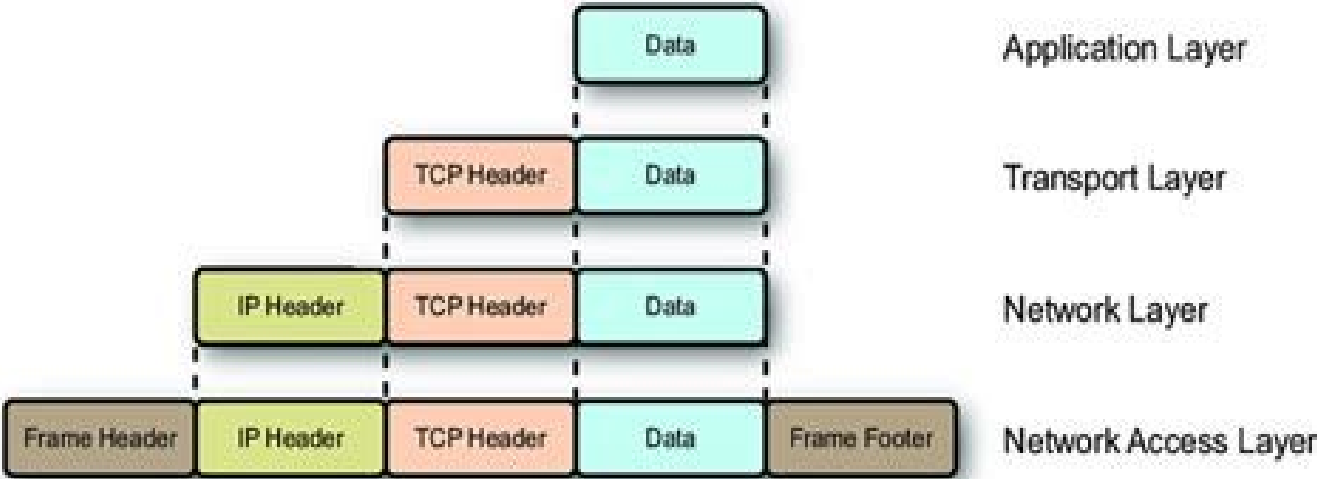 Data Application Layer
TCP Header Data Transport Layer
IP Header TCP Header Data Network Layer
Frame Header IP Header TCP Header Data Frame Footer Network Access Layer